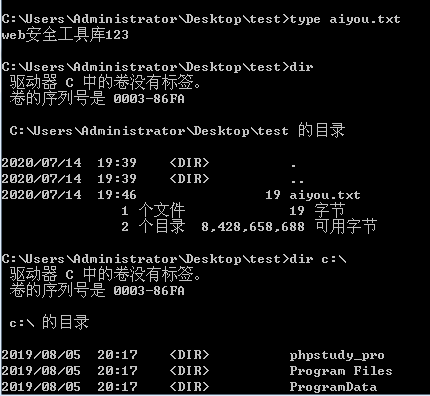 C:\Users\Administrator\Desktop\test>type aiyou.txt
web安全工具库123
C:\Users\Administrator\Desktop\test>dir
驱动器 C 中的卷没有标签。
卷的序列号是 0003-86FA
C:\Users\Administrator\Desktop\test 的目录
2020/07/14  19:39    <DIR>          .
2020/07/14  19:39    <DIR>          ..
2020/07/14  19:46                19 aiyou.txt
1 个文件             19 字节
2 个目录  8,428,658,688 可用字节
C:\Users\Administrator\Desktop\test>dir c:\
驱动器 C 中的卷没有标签。
卷的序列号是 0003-86FA
c:\ 的目录
2019/08/05  20:17    <DIR>          phpstudy_pro
2019/08/05  20:17    <DIR>          Program Files
2019/08/05  20:17    <DIR>          ProgramData